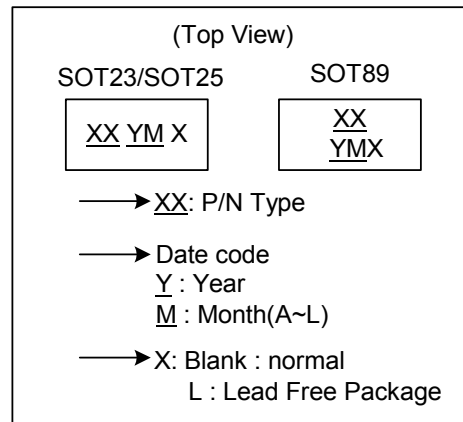 (Top View)
SOT23/SOT25 SOT89
XX YM X
XX
YMX
XX: P/N Type
Date code
Y : Year
M : Month(A~L)
X: Blank : normal
L : Lead Free Package